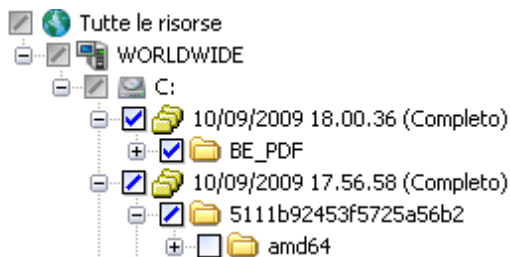 Tutte le risorse
WORLDWIDE
C:
10/09/2009 18.00.36 (Completo)
BE_PDF
10/09/2009 17.56.58 (Completo)
5111b92453f5725a56b2
amd64